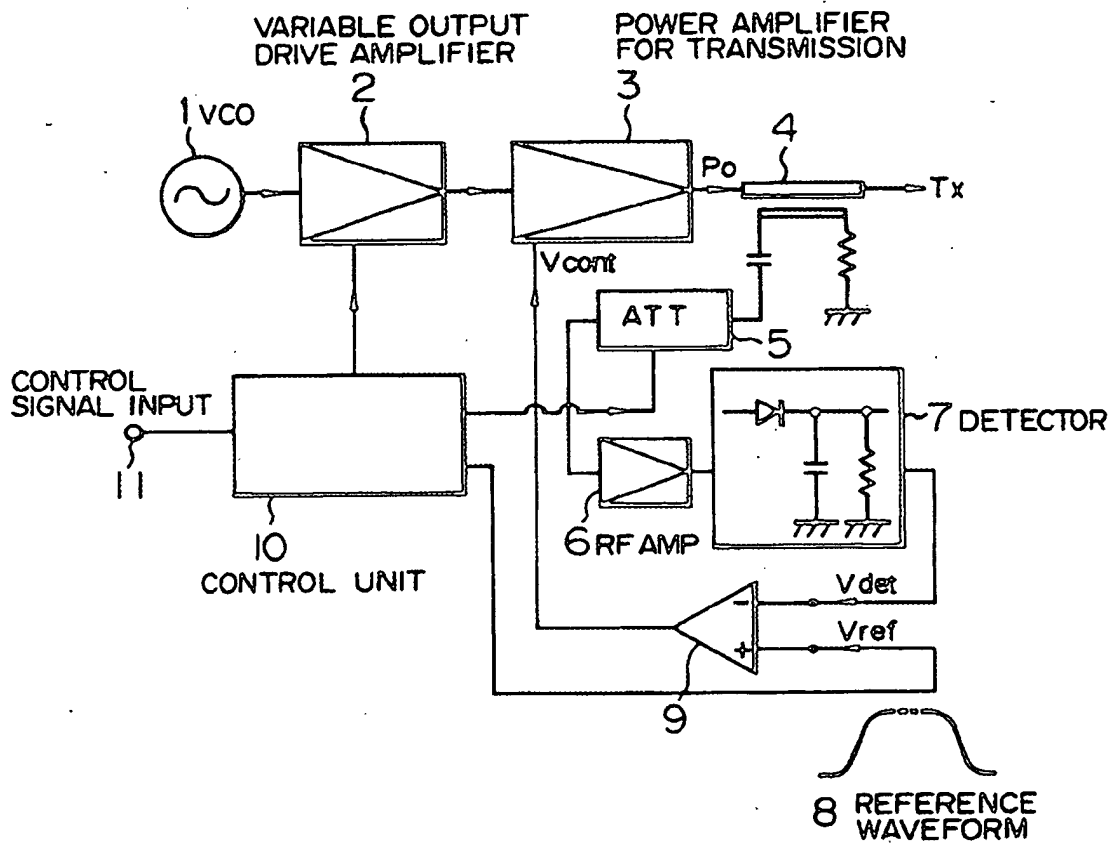 VARIABLE OUTPUT
DRIVE AMPLIFIER
2
POWER AMPLIFIER
FOR TRANSMISSION
3
1 VCO
4
Po
Tx
Vcont
ATT
5
CONTROL
SIGNAL INPUT
11
10
CONTROL UNIT
6 RF AMP
7 DETECTOR
Vdet
Vref
-
+
9
8 REFERENCE
WAVEFORM